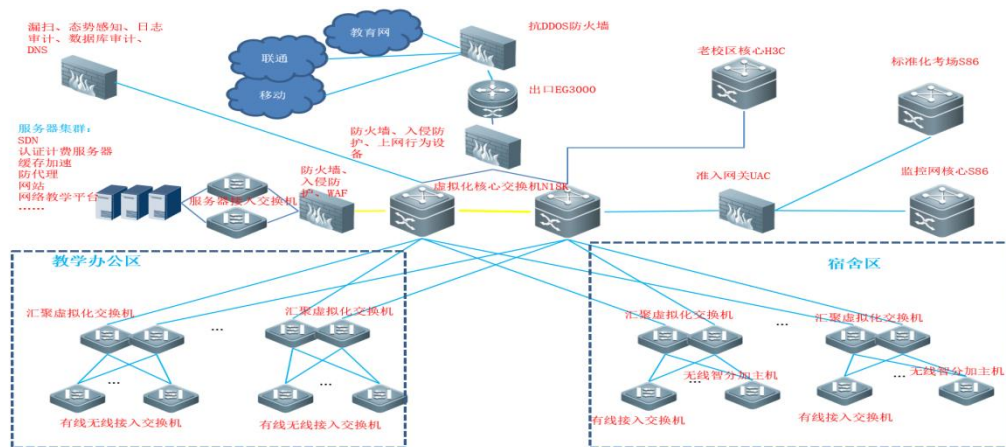 漏扫、态势感知、日志
审计、数据库审计、
DNS
教育网
联通
移动
抗DDOS防火墙
出口EG3000
防火墙、入侵防
护、上网行为设
备
老校区核心H3C
标准化考场S86
服务器集群：
SDN
认证计费服务器
缓存加速
防代理
网站
网络教学平台
……
服务器接入交换机
防火墙、
入侵防
护、WAF
虚拟化核心交换机N18K
准入网关UAC
监控网核心S86
教学办公区
汇聚虚拟化交换机
...
汇聚虚拟化交换机
...
...
有线无线接入交换机
有线无线接入交换机
宿舍区
汇聚虚拟化交换机
...
汇聚虚拟化交换机
...
无线智分加主机
...
无线智分加主机
有线接入交换机
有线接入交换机